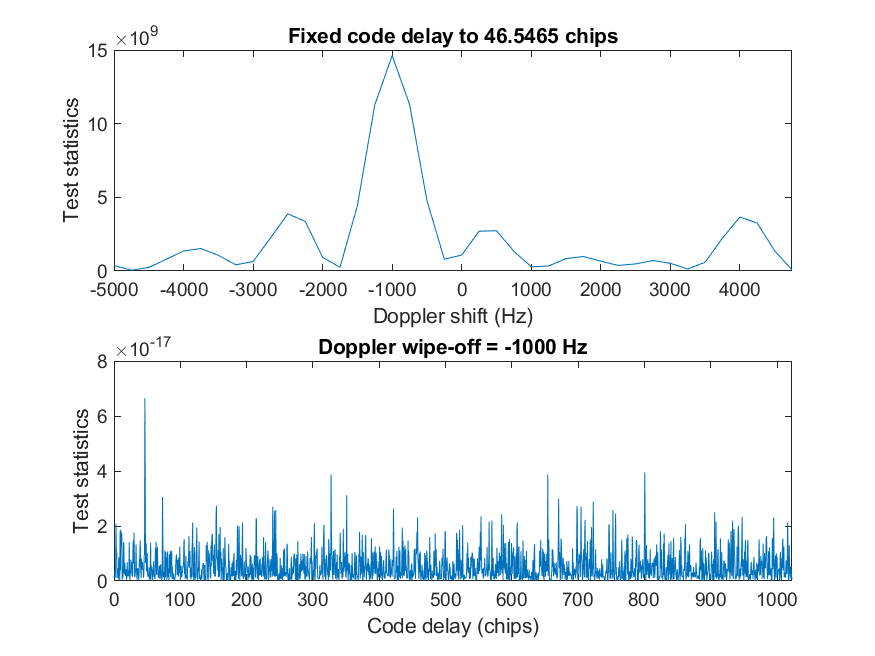 ×10^9
Fixed code delay to 46.5465 chips
15
10
5
0
Test statistics
-5000 -4000 -3000 -2000 -1000 0 1000 2000 3000 4000
Doppler shift (Hz)
×10^-17
Doppler wipe-off = -1000 Hz
8
6
4
2
0
Test statistics
0 100 200 300 400 500 600 700 800 900 1000
Code delay (chips)